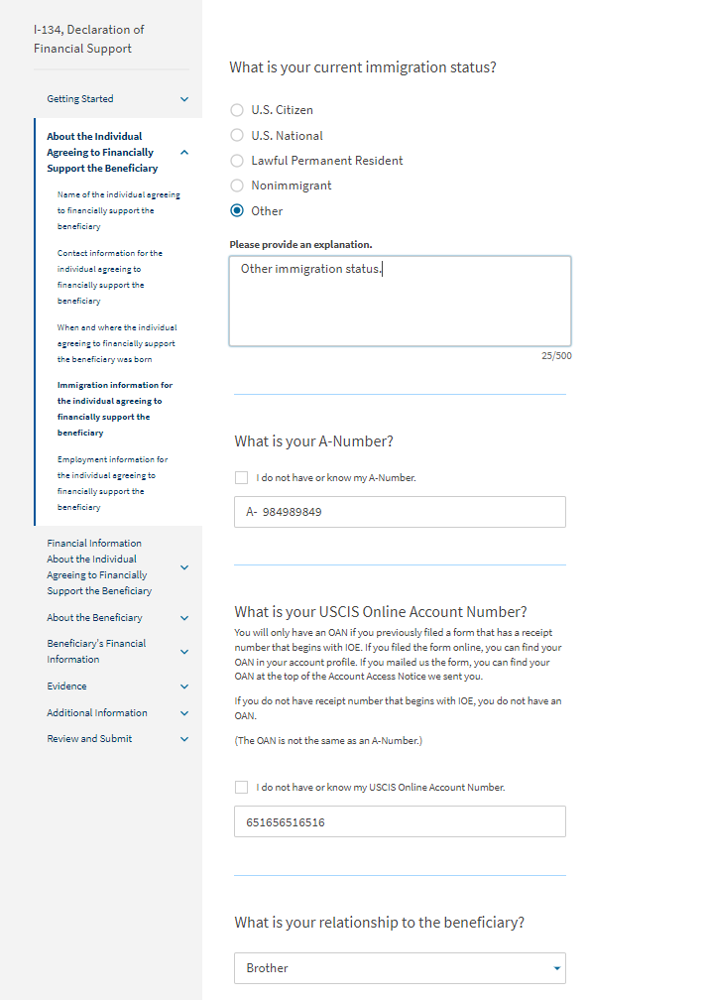 I-134, Declaration of
Financial Support
Getting Started
About the Individual
Agreeing to Financially
Support the Beneficiary
Name of the individual agreeing
to financially support the
beneficiary
Contact information for the
individual agreeing to
financially support the
beneficiary
When and where the individual
agreeing to financially support
the beneficiary was born
Immigration information for
the individual agreeing to
financially support the
beneficiary
Employment information for
the individual agreeing to
financially support the
beneficiary
Financial Information
About the Individual
Agreeing to Financially
Support the Beneficiary
About the Beneficiary
Beneficiary's Financial
Information
Evidence
Additional Information
Review and Submit
What is your current immigration status?
U.S. Citizen
U.S. National
Lawful Permanent Resident
Nonimmigrant
Other
Please provide an explanation.
Other immigration status.
25/500
What is your A-Number?
I do not have or know my A-Number.
A- 984989849
What is your USCIS Online Account Number?
You will only have an OAN if you previously filed a form that has a receipt
number that begins with IOE. If you filed the form online, you can find your
OAN in your account profile. If you mailed us the form, you can find your
OAN at the top of the Account Access Notice we sent you.
If you do not have receipt number that begins with IOE, you do not have an
OAN.
(The OAN is not the same as an A-Number.)
I do not have or know my USCIS Online Account Number.
651656516516
What is your relationship to the beneficiary?
Brother